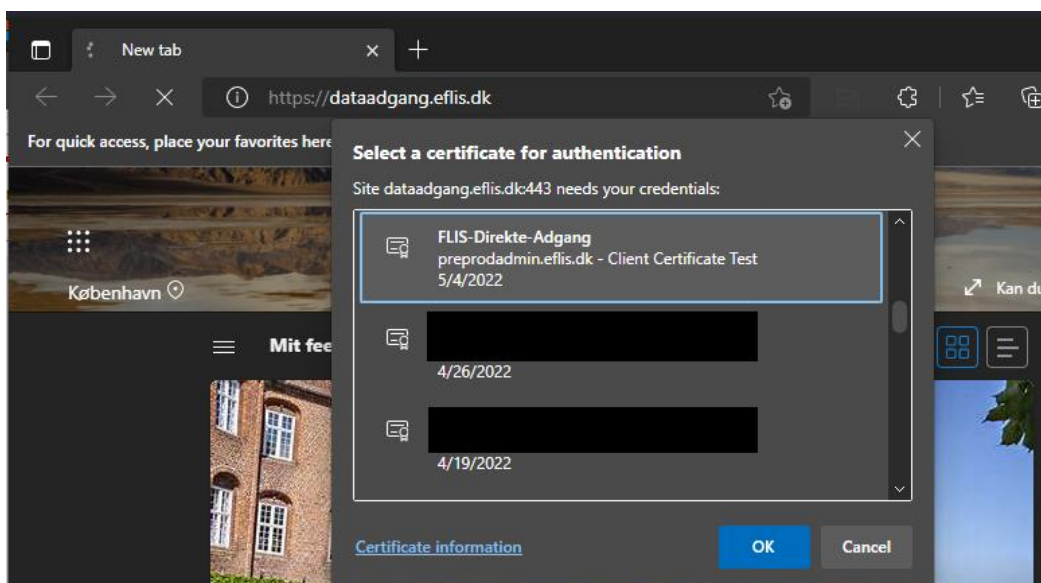 New tab
https://dataadgang.eflis.dk
For quick access, place your favorites here
Select a certificate for authentication
Site dataadgang.eflis.dk:443 needs your credentials:
FLIS-Direkte-Adgang
preprodadmin.eflis.dk - Client Certificate Test
5/4/2022
København
Kan du
Mit fee
4/26/2022
4/19/2022
Certificate information
OK
Cancel